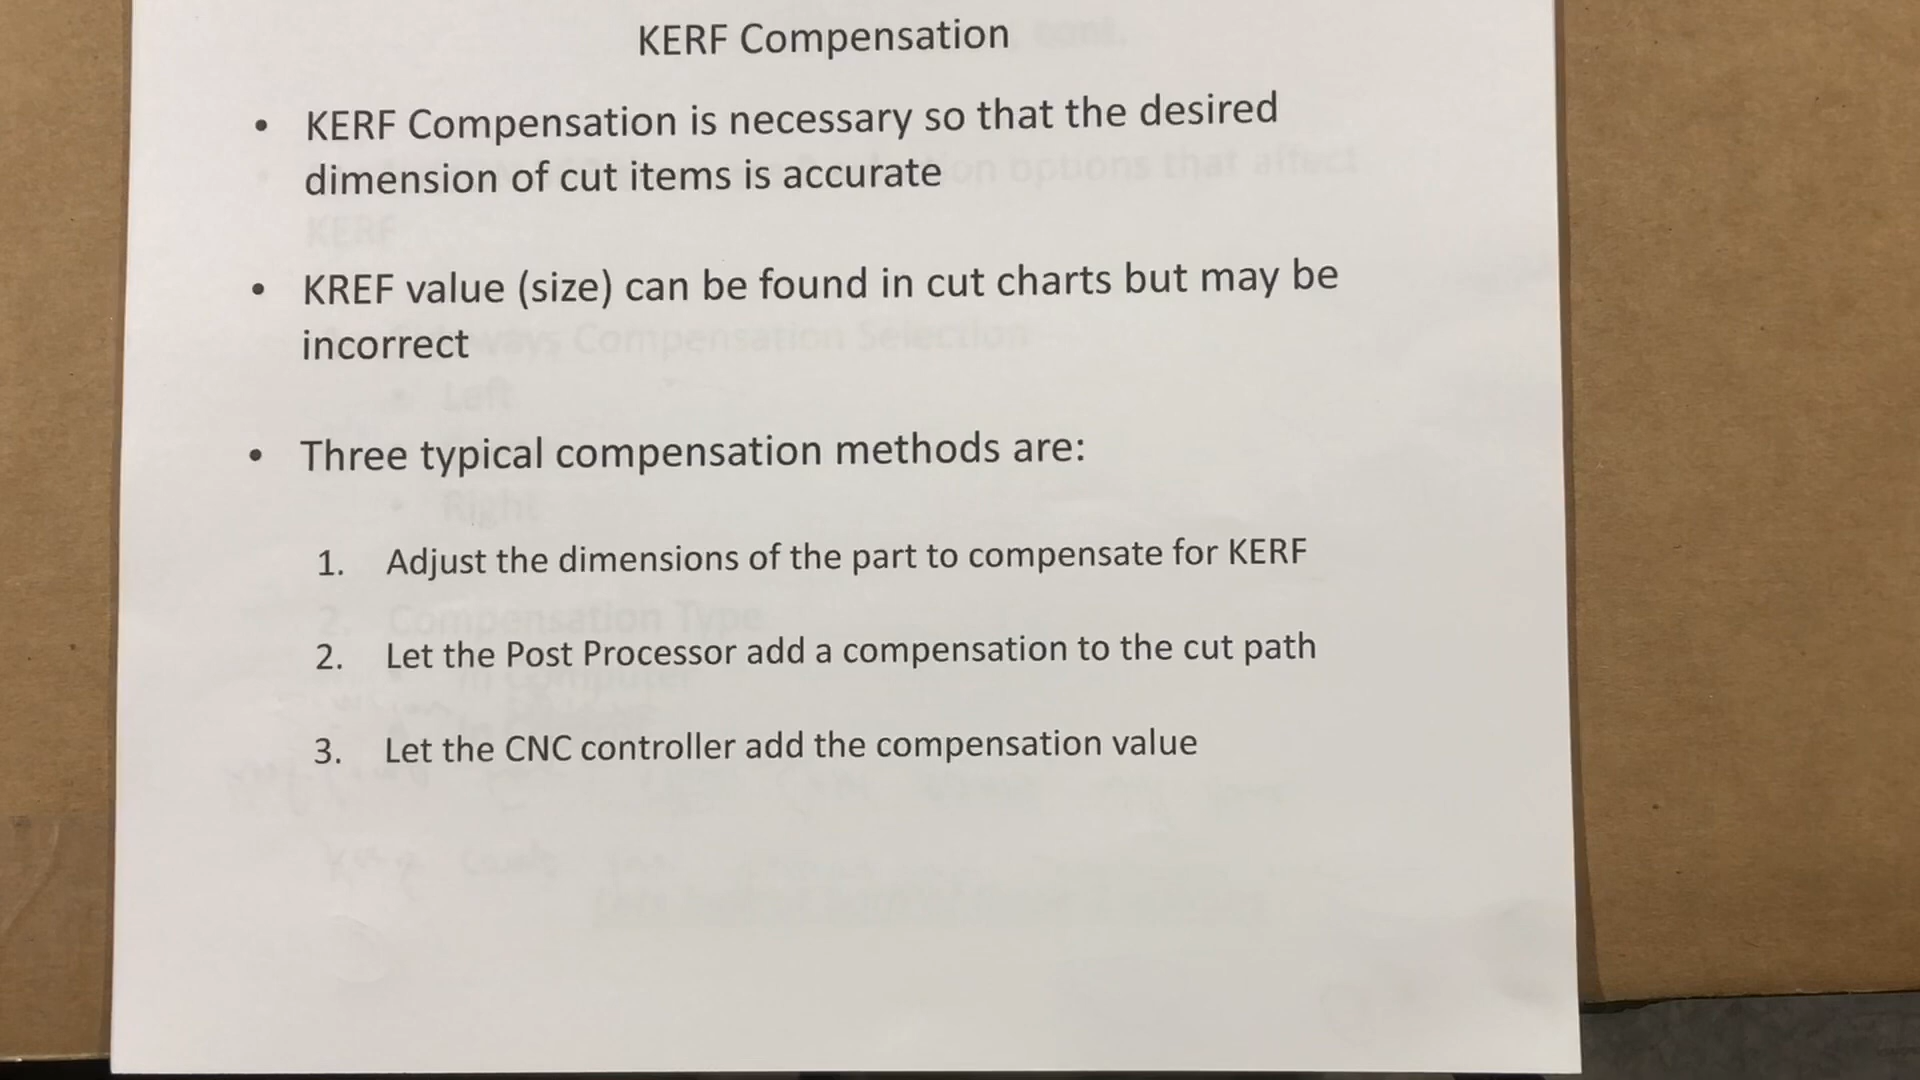 KERF Compensation
• KERF Compensation is necessary so that the desired
dimension of cut items is accurate
• KREF value (size) can be found in cut charts but may be
incorrect
• Three typical compensation methods are:
1. Adjust the dimensions of the part to compensate for KERF
2. Let the Post Processor add a compensation to the cut path
3. Let the CNC controller add the compensation value